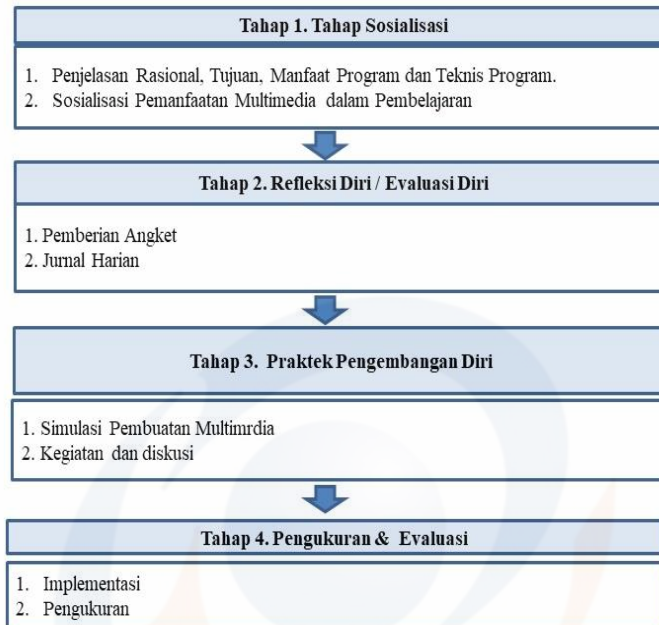 Tahap 1. Tahap Sosialisasi
1. Penjelasan Rasional, Tujuan, Manfaat Program dan Teknis Program.
2. Sosialisasi Pemanfaatan Multimedia dalam Pembelajaran
Tahap 2. Refleksi Diri / Evaluasi Diri
1. Pemberian Angket
2. Jurnal Harian
Tahap 3. Praktek Pengembangan Diri
1. Simulasi Pembuatan Multimrdia
2. Kegiatan dan diskusi
Tahap 4. Pengukuran & Evaluasi
1. Implementasi
2. Pengukuran